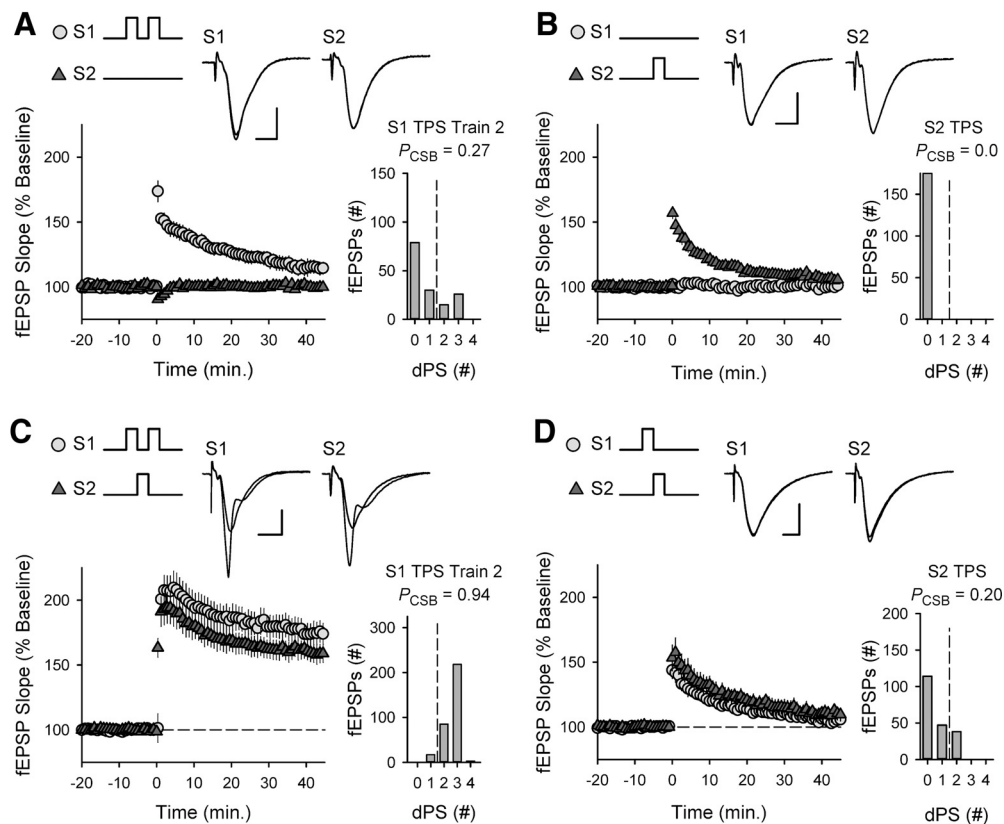 A
S1
S2
S1
S2
fEPSP Slope (% Baseline)
200
150
100
-20 -10 0 10 20 30 40
Time (min.)
S1 TPS Train 2
PCSB = 0.27
fEPSPs (#)
150
100
50
0
0 1 2 3 4
dPS (#)
B
S1
S2
S1
S2
fEPSP Slope (% Baseline)
200
150
100
-20 -10 0 10 20 30 40
Time (min.)
S2 TPS
PCSB = 0.0
fEPSPs (#)
150
100
50
0
0 1 2 3 4
dPS (#)
C
S1
S2
S1
S2
fEPSP Slope (% Baseline)
200
150
100
-20 -10 0 10 20 30 40
Time (min.)
S1 TPS Train 2
PCSB = 0.94
fEPSPs (#)
300
200
100
0
0 1 2 3 4
dPS (#)
D
S1
S2
S1
S2
fEPSP Slope (% Baseline)
200
150
100
-20 -10 0 10 20 30 40
Time (min.)
S2 TPS
PCSB = 0.20
fEPSPs (#)
200
150
100
50
0
0 1 2 3 4
dPS (#)